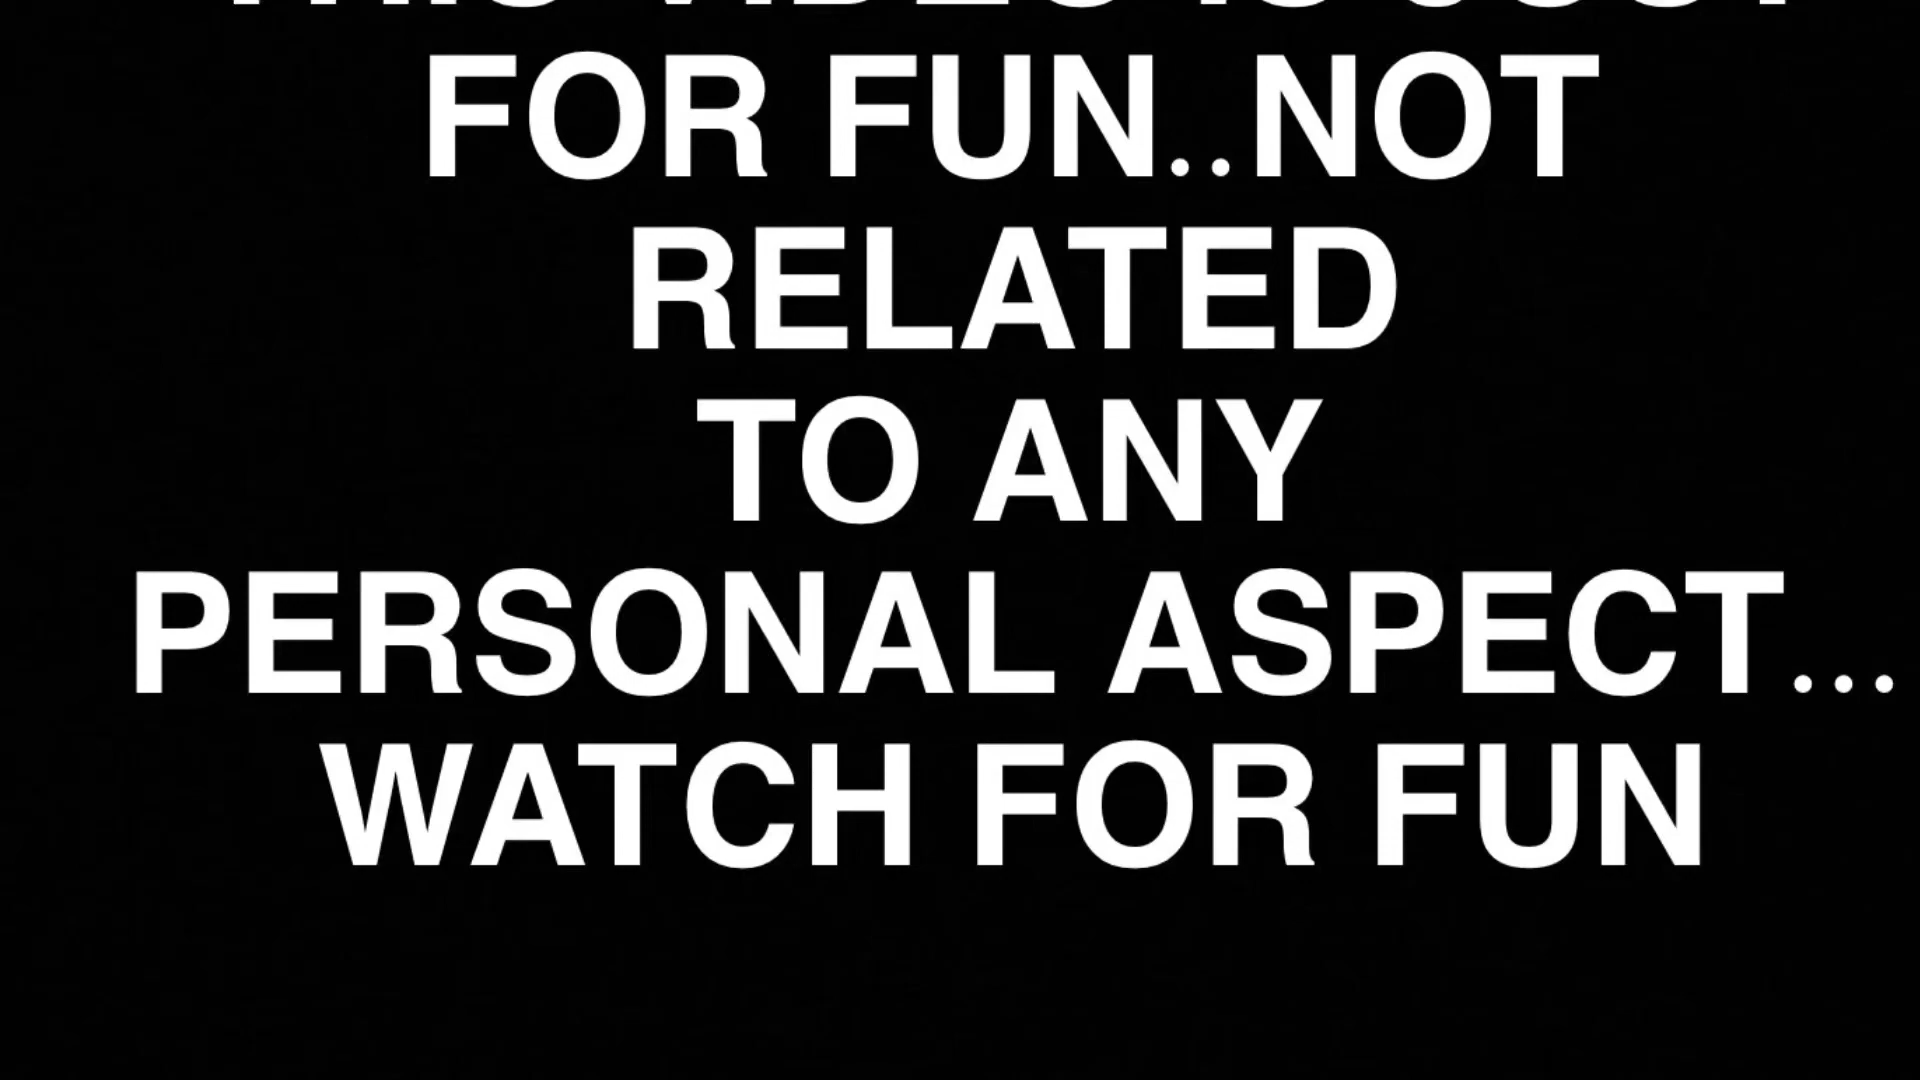 FOR FUN..NOT
RELATED
TO ANY
PERSONAL ASPECT...
WATCH FOR FUN